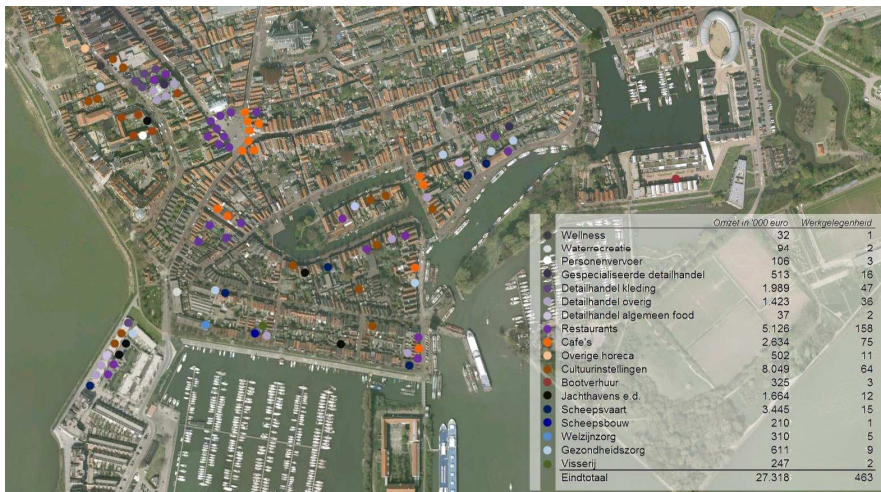 Omzet in '000 euro Werkgelegenheid
Wellness 32 1
Waterrecreatie 94 2
Personenvervoer 106 3
Gespecialiseerde detailhandel 513 16
Detailhandel kleding 1.989 47
Detailhandel overig 1.423 36
Detailhandel algemeen food 37 2
Restaurants 5.126 158
Cafe's 2.634 75
Overige horeca 502 11
Cultuurinstellingen 8.049 64
Bootverhuur 325 3
Jachthavens e.d. 1.664 12
Scheepsvaart 3.445 15
Scheepsbouw 210 1
Welzijnzorg 310 5
Gezondheidszorg 611 9
Visserij 247 2
Eindtotaal 27.318 463